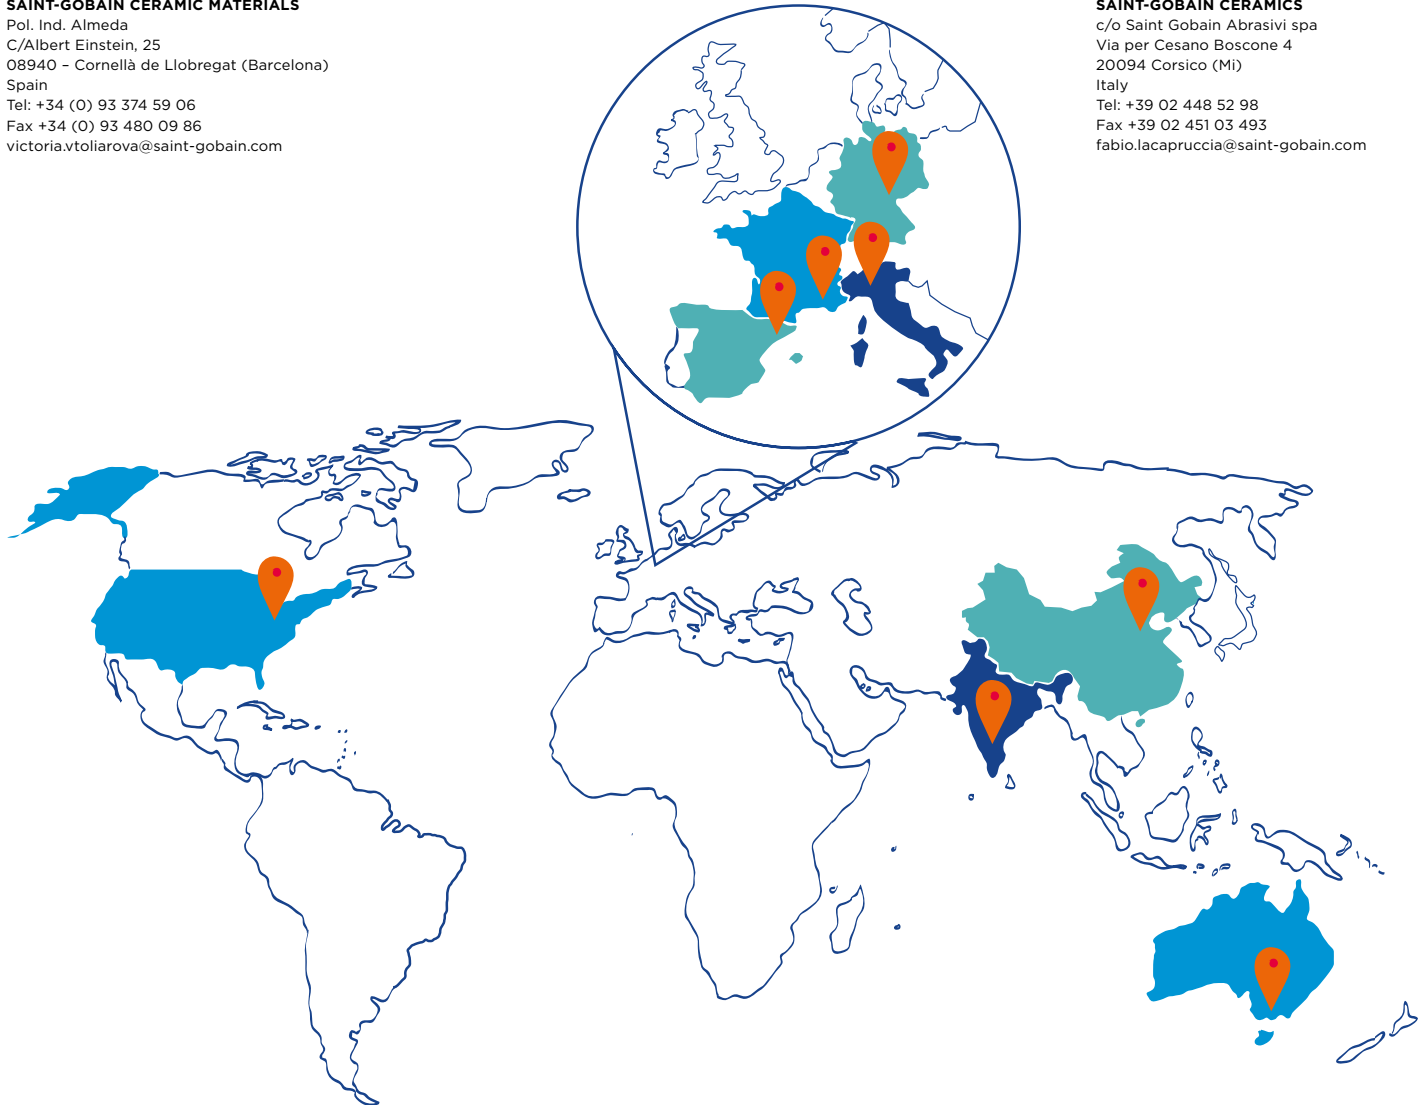 SAINT-GOBAIN CERAMIC MATERIALS
Pol. Ind. Almeda
C/Albert Einstein, 25
08940 – Cornellà de Llobregat (Barcelona)
Spain
Tel: +34 (0) 93 374 59 06
Fax +34 (0) 93 480 09 86
victoria.vtoliarova@saint-gobain.com
SAINT-GOBAIN CERAMICS
c/o Saint Gobain Abrasivi spa
Via per Cesano Boscone 4
20094 Corsico (Mi)
Italy
Tel: +39 02 448 52 98
Fax +39 02 451 03 493
fabio.lacapruccia@saint-gobain.com